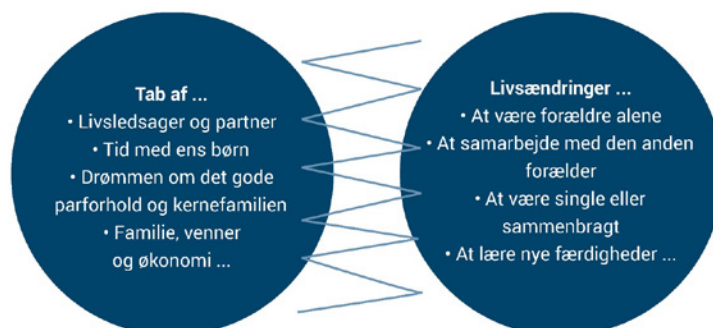 Tab af ...
• Livsledsager og partner
• Tid med ens børn
• Drømmen om det gode
parforhold og kernefamilien
• Familie, venner
og økonomi ...
Livsændringer ...
• At være forældre alene
• At samarbejde med den anden
forælder
• At være single eller
sammenbragt
• At lære nye færdigheder ...